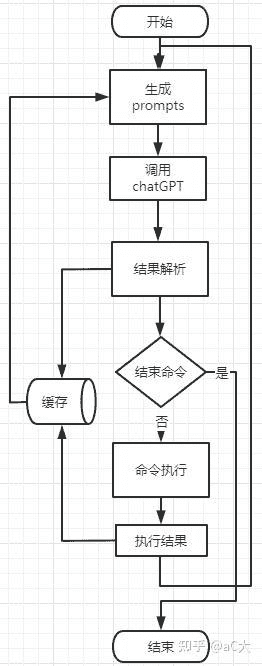 开始
生成
prompts
调用
chatGPT
结果解析
结束命令
是
缓存
否
命令执行
执行结果
结束
知乎 @aC大